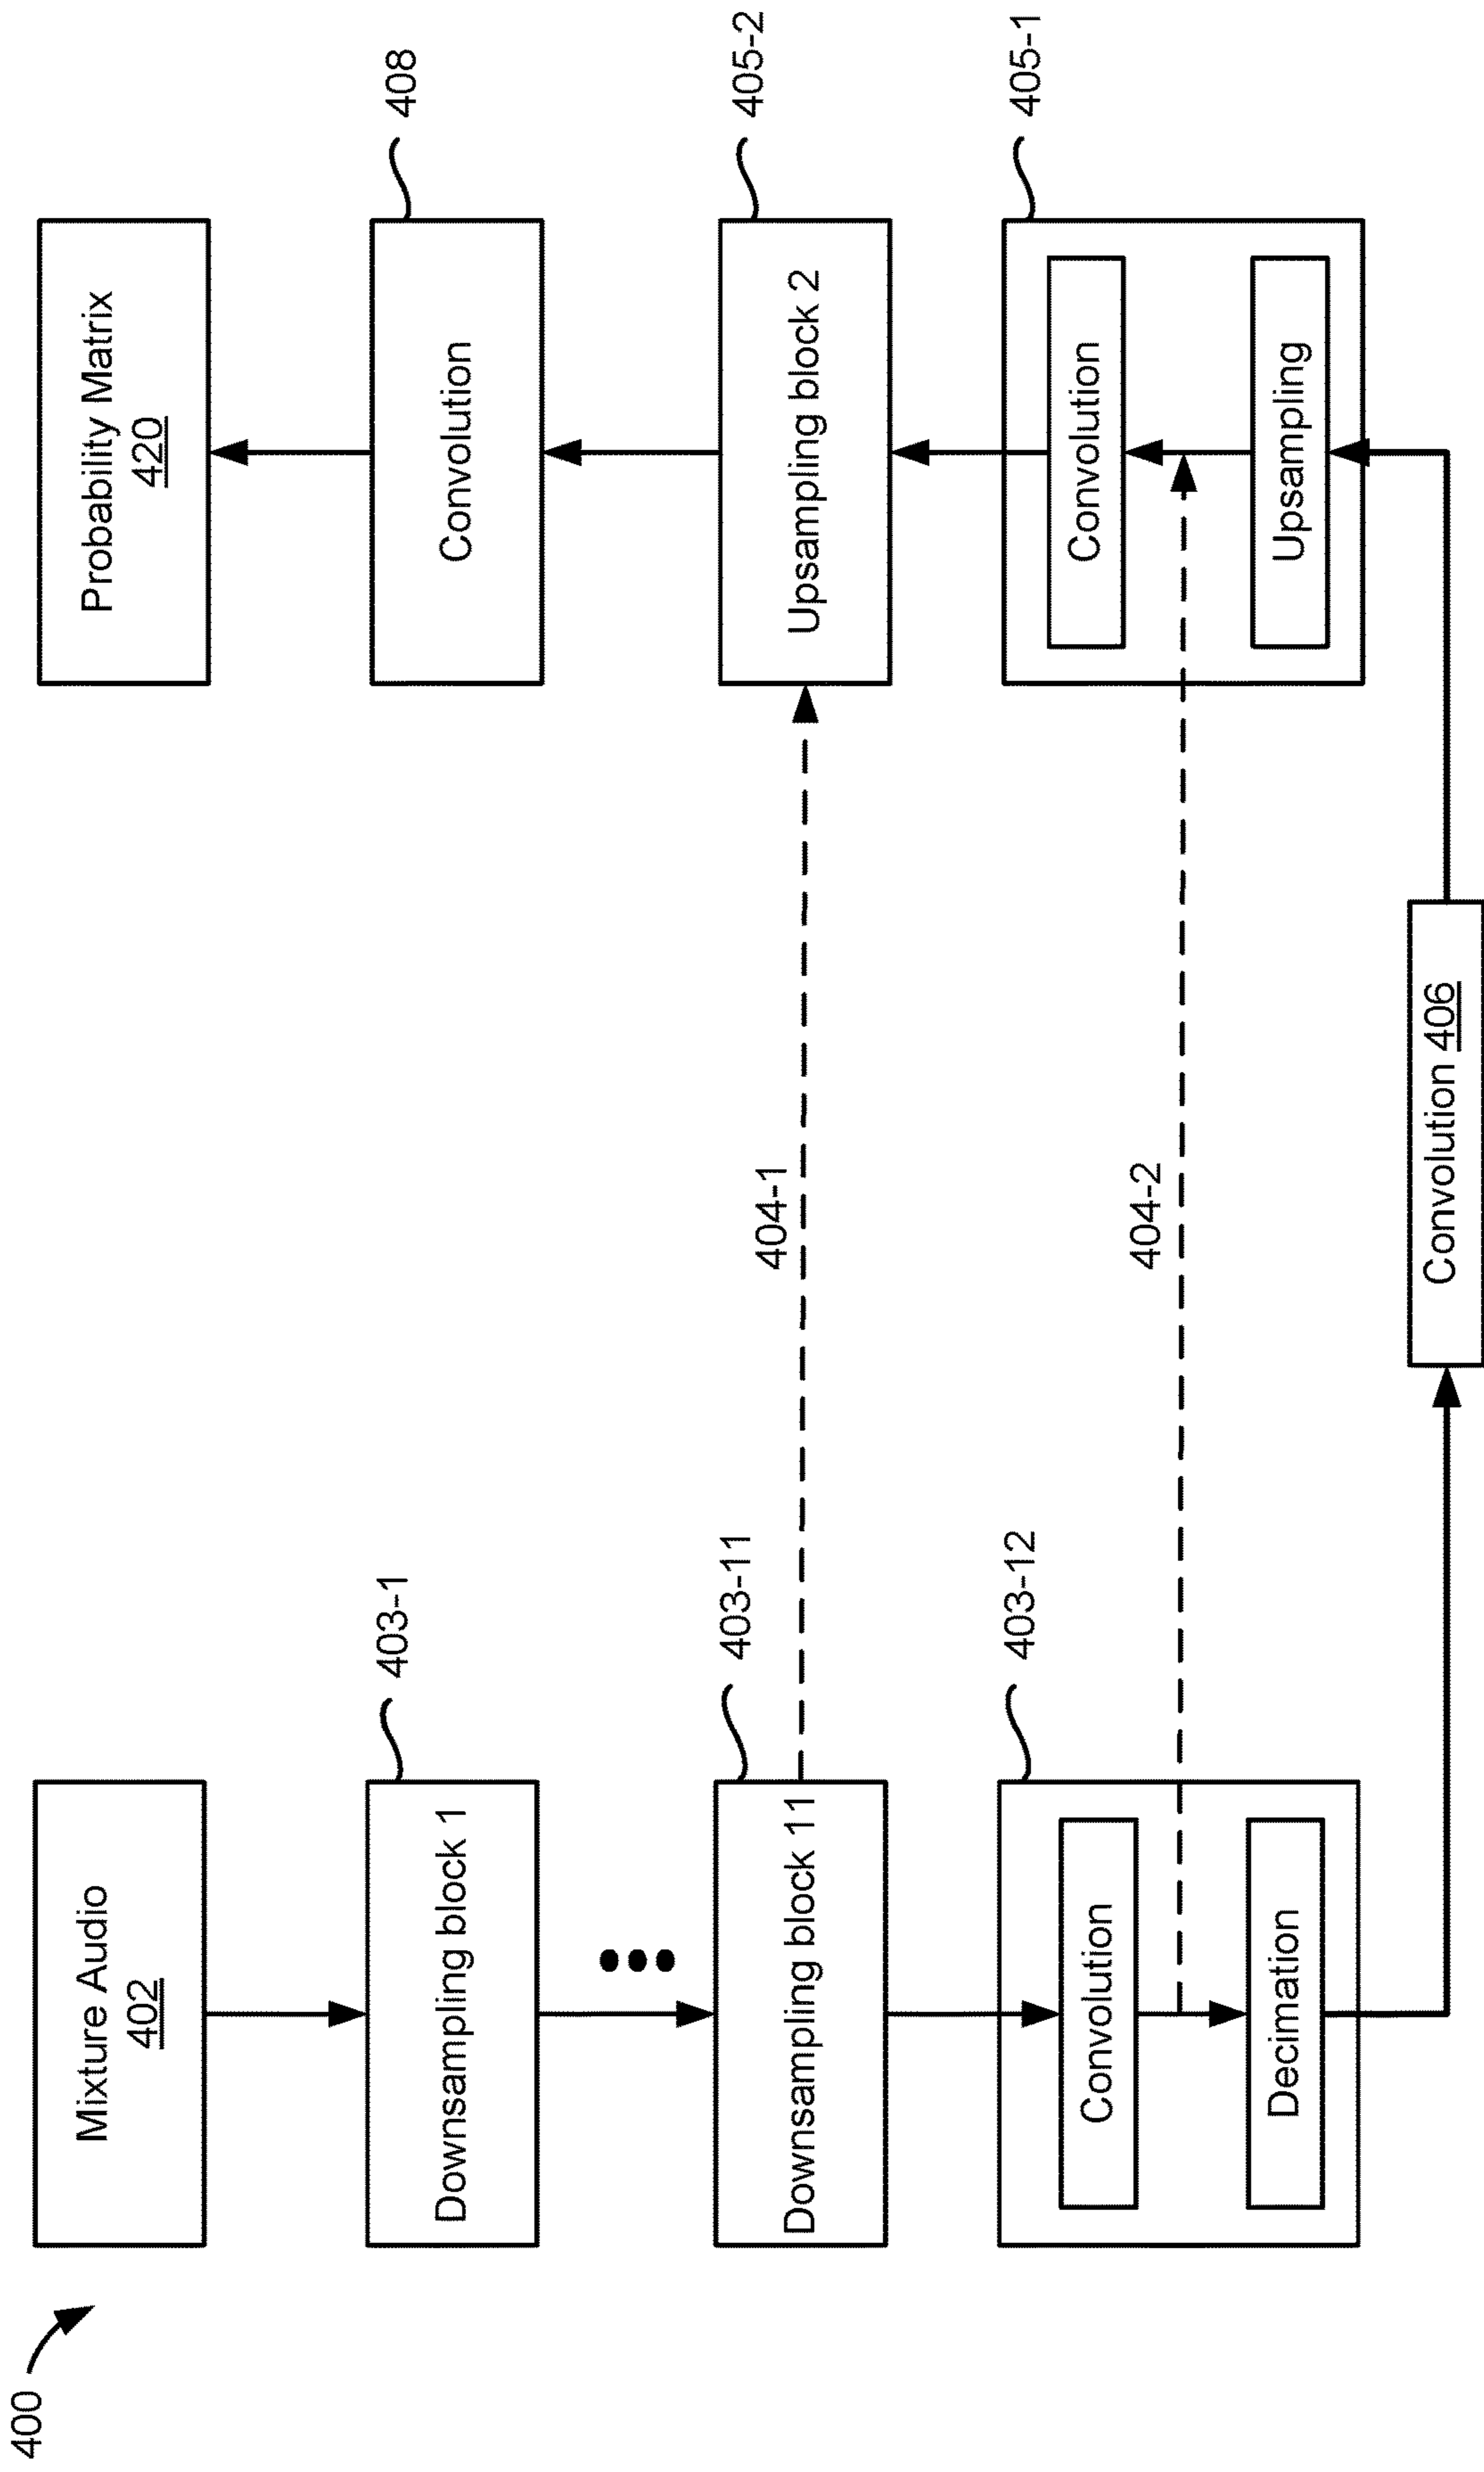 400
Mixture Audio
402
Downsampling block 1
403-1
Downsampling block 11
403-11
403-12
Convolution
Decimation
404-1
404-2
Convolution 406
Probability Matrix
420
Convolution
408
Upsampling block 2
405-2
405-1
Convolution
Upsampling